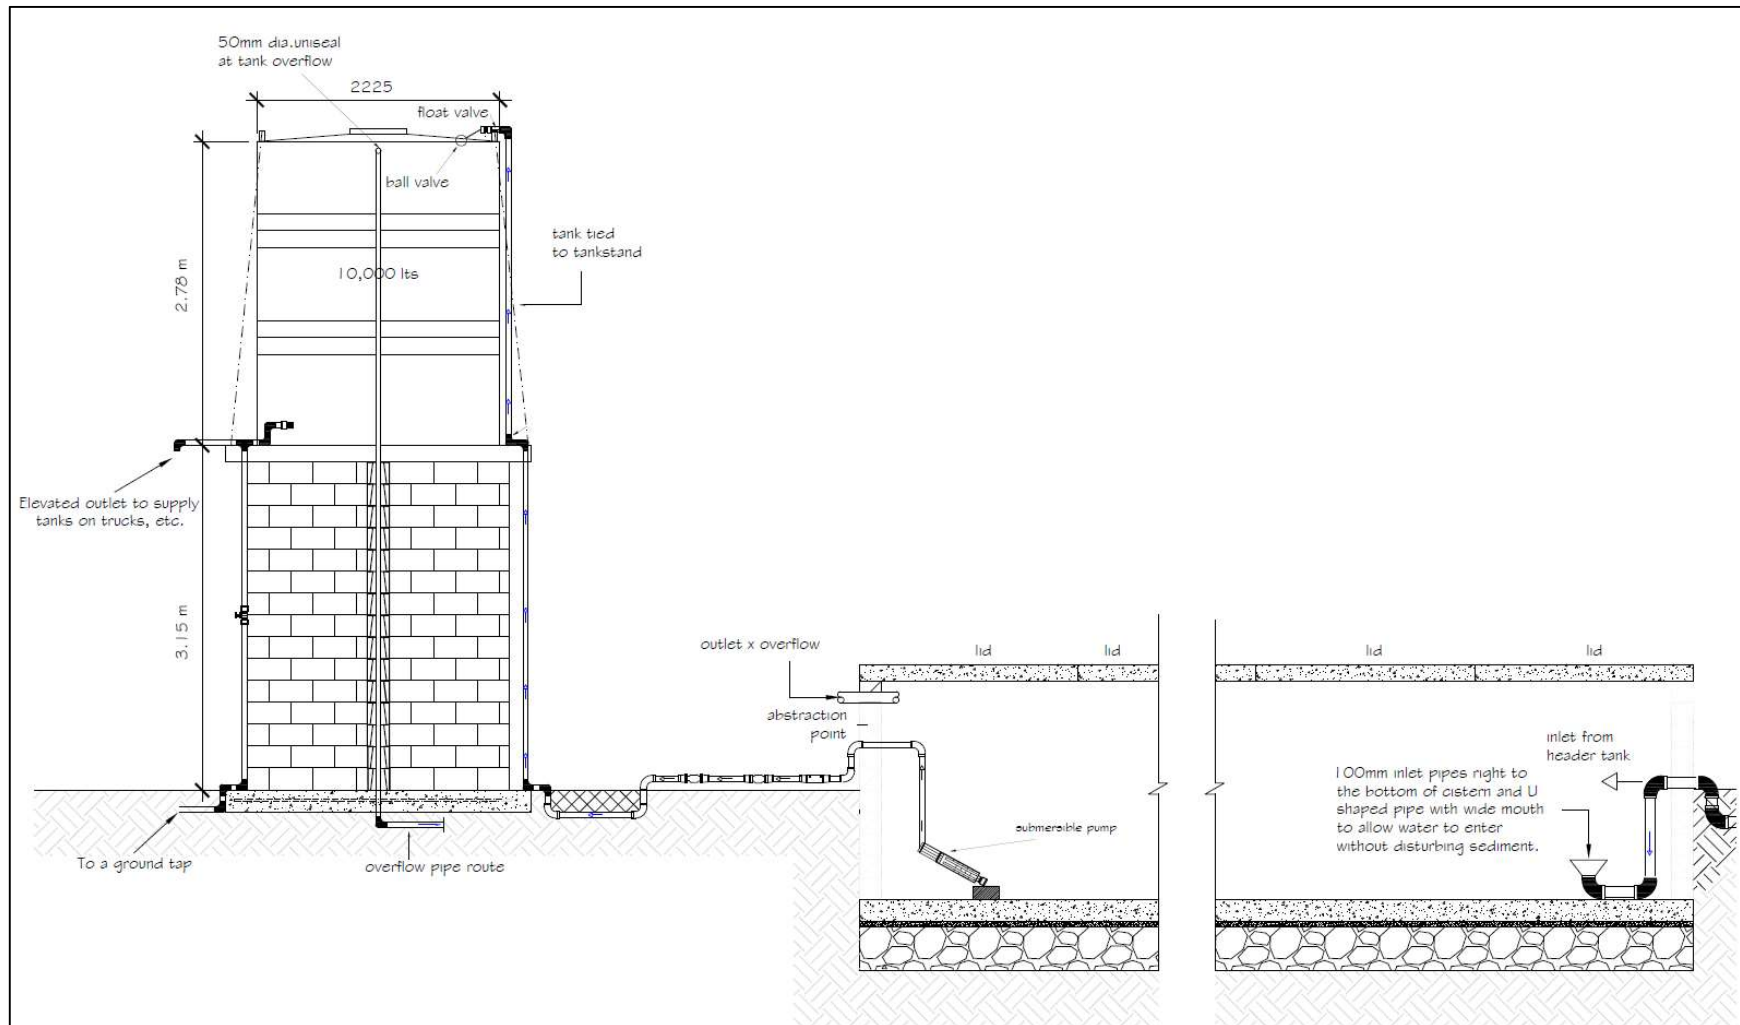 50mm dia.uniseal
at tank overflow
2225
float valve
ball valve
tank tied
to tankstand
10,000 lts
2.78 m
Elevated outlet to supply
tanks on trucks, etc.
3.15 m
To a ground tap
overflow pipe route
outlet x overflow
abstraction
point
lid
lid
lid
lid
submersible pump
inlet from
header tank
100mm inlet pipes right to
the bottom of cistern and U
shaped pipe with wide mouth
to allow water to enter
without disturbing sediment.